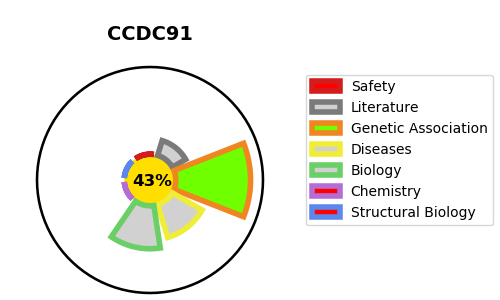 CCDC91
43%
Safety
Literature
Genetic Association
Diseases
Biology
Chemistry
Structural Biology